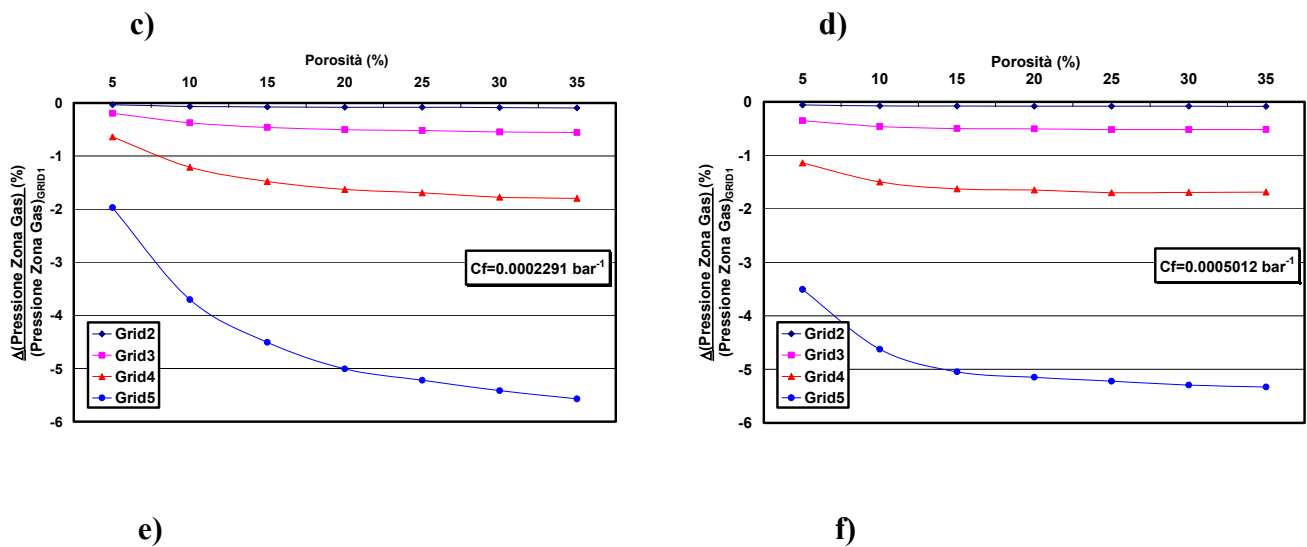 c)
d)
Porosità (%)
5 10 15 20 25 30 35
0
-1
-2
-3
-4
-5
-6
Δ(Pressione Zona Gas) (%)
(Pressione Zona Gas)GRID1
Cf=0.0002291 bar-1
Grid2
Grid3
Grid4
Grid5
Porosità (%)
5 10 15 20 25 30 35
0
-1
-2
-3
-4
-5
-6
Δ(Pressione Zona Gas) (%)
(Pressione Zona Gas)GRID1
Cf=0.0005012 bar-1
Grid2
Grid3
Grid4
Grid5
e)
f)